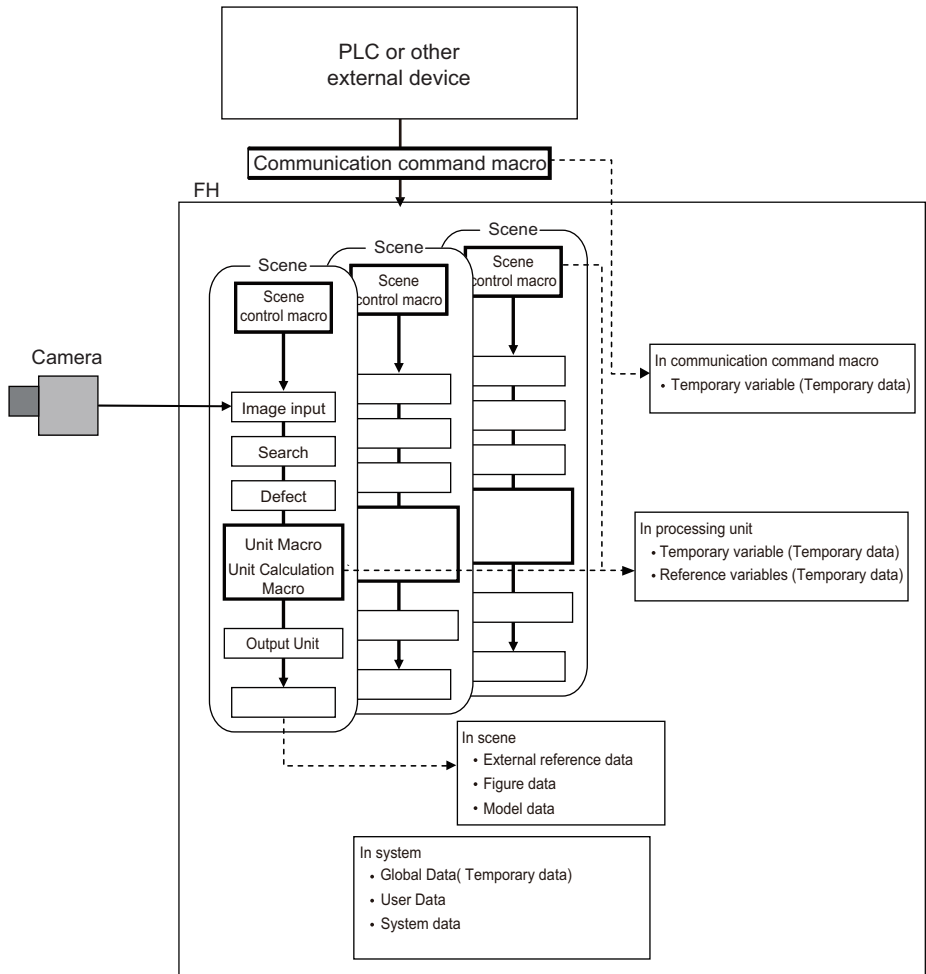 PLC or other
external device
Communication command macro
FH
Scene
Scene
control macro
Scene
Scene
control macro
Scene
Scene
control macro
Camera
Image input
Search
Defect
Unit Macro
Unit Calculation
Macro
Output Unit
In communication command macro
• Temporary variable (Temporary data)
In processing unit
• Temporary variable (Temporary data)
• Reference variables (Temporary data)
In scene
• External reference data
• Figure data
• Model data
In system
• Global Data( Temporary data)
• User Data
• System data